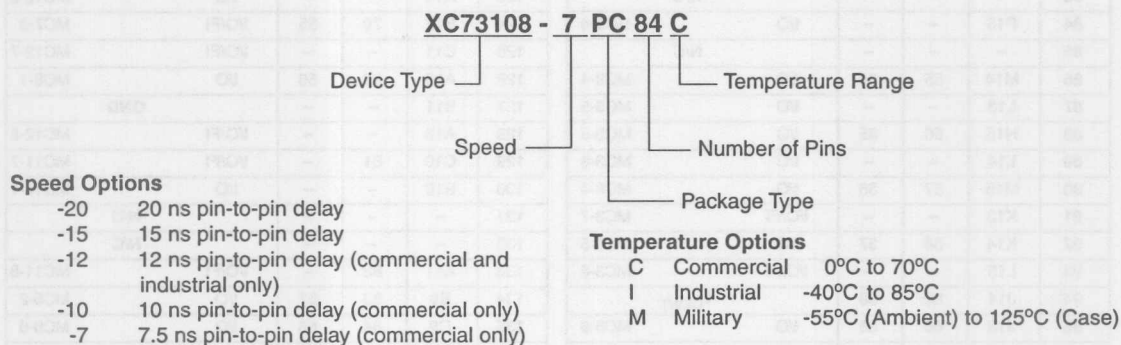 XC73108 - 7 PC 84 C
Device Type
Temperature Range
Speed
Number of Pins
Package Type
Speed Options
-20 20 ns pin-to-pin delay
-15 15 ns pin-to-pin delay
-12 12 ns pin-to-pin delay (commercial and
industrial only)
-10 10 ns pin-to-pin delay (commercial only)
-7 7.5 ns pin-to-pin delay (commercial only)
Temperature Options
C Commercial 0°C to 70°C
I Industrial -40°C to 85°C
M Military -55°C (Ambient) to 125°C (Case)